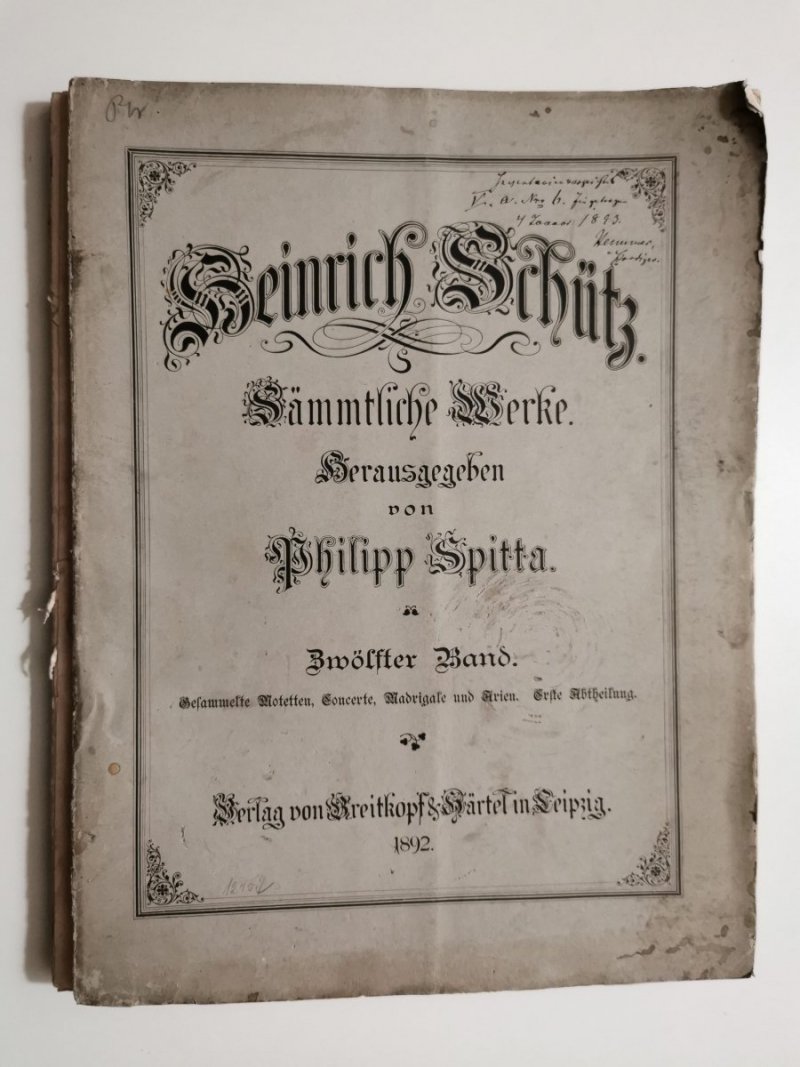 Heinrich Schütz.
Sämmtliche Werke.
Herausgegeben
von
Philipp Spitta.
Zwölfter Band.
Gesammelte Motetten, Concerte, Madrigale und Arien. Erste Abtheilung.
Verlag von Breitkopf & Härtel in Leipzig.
1892.